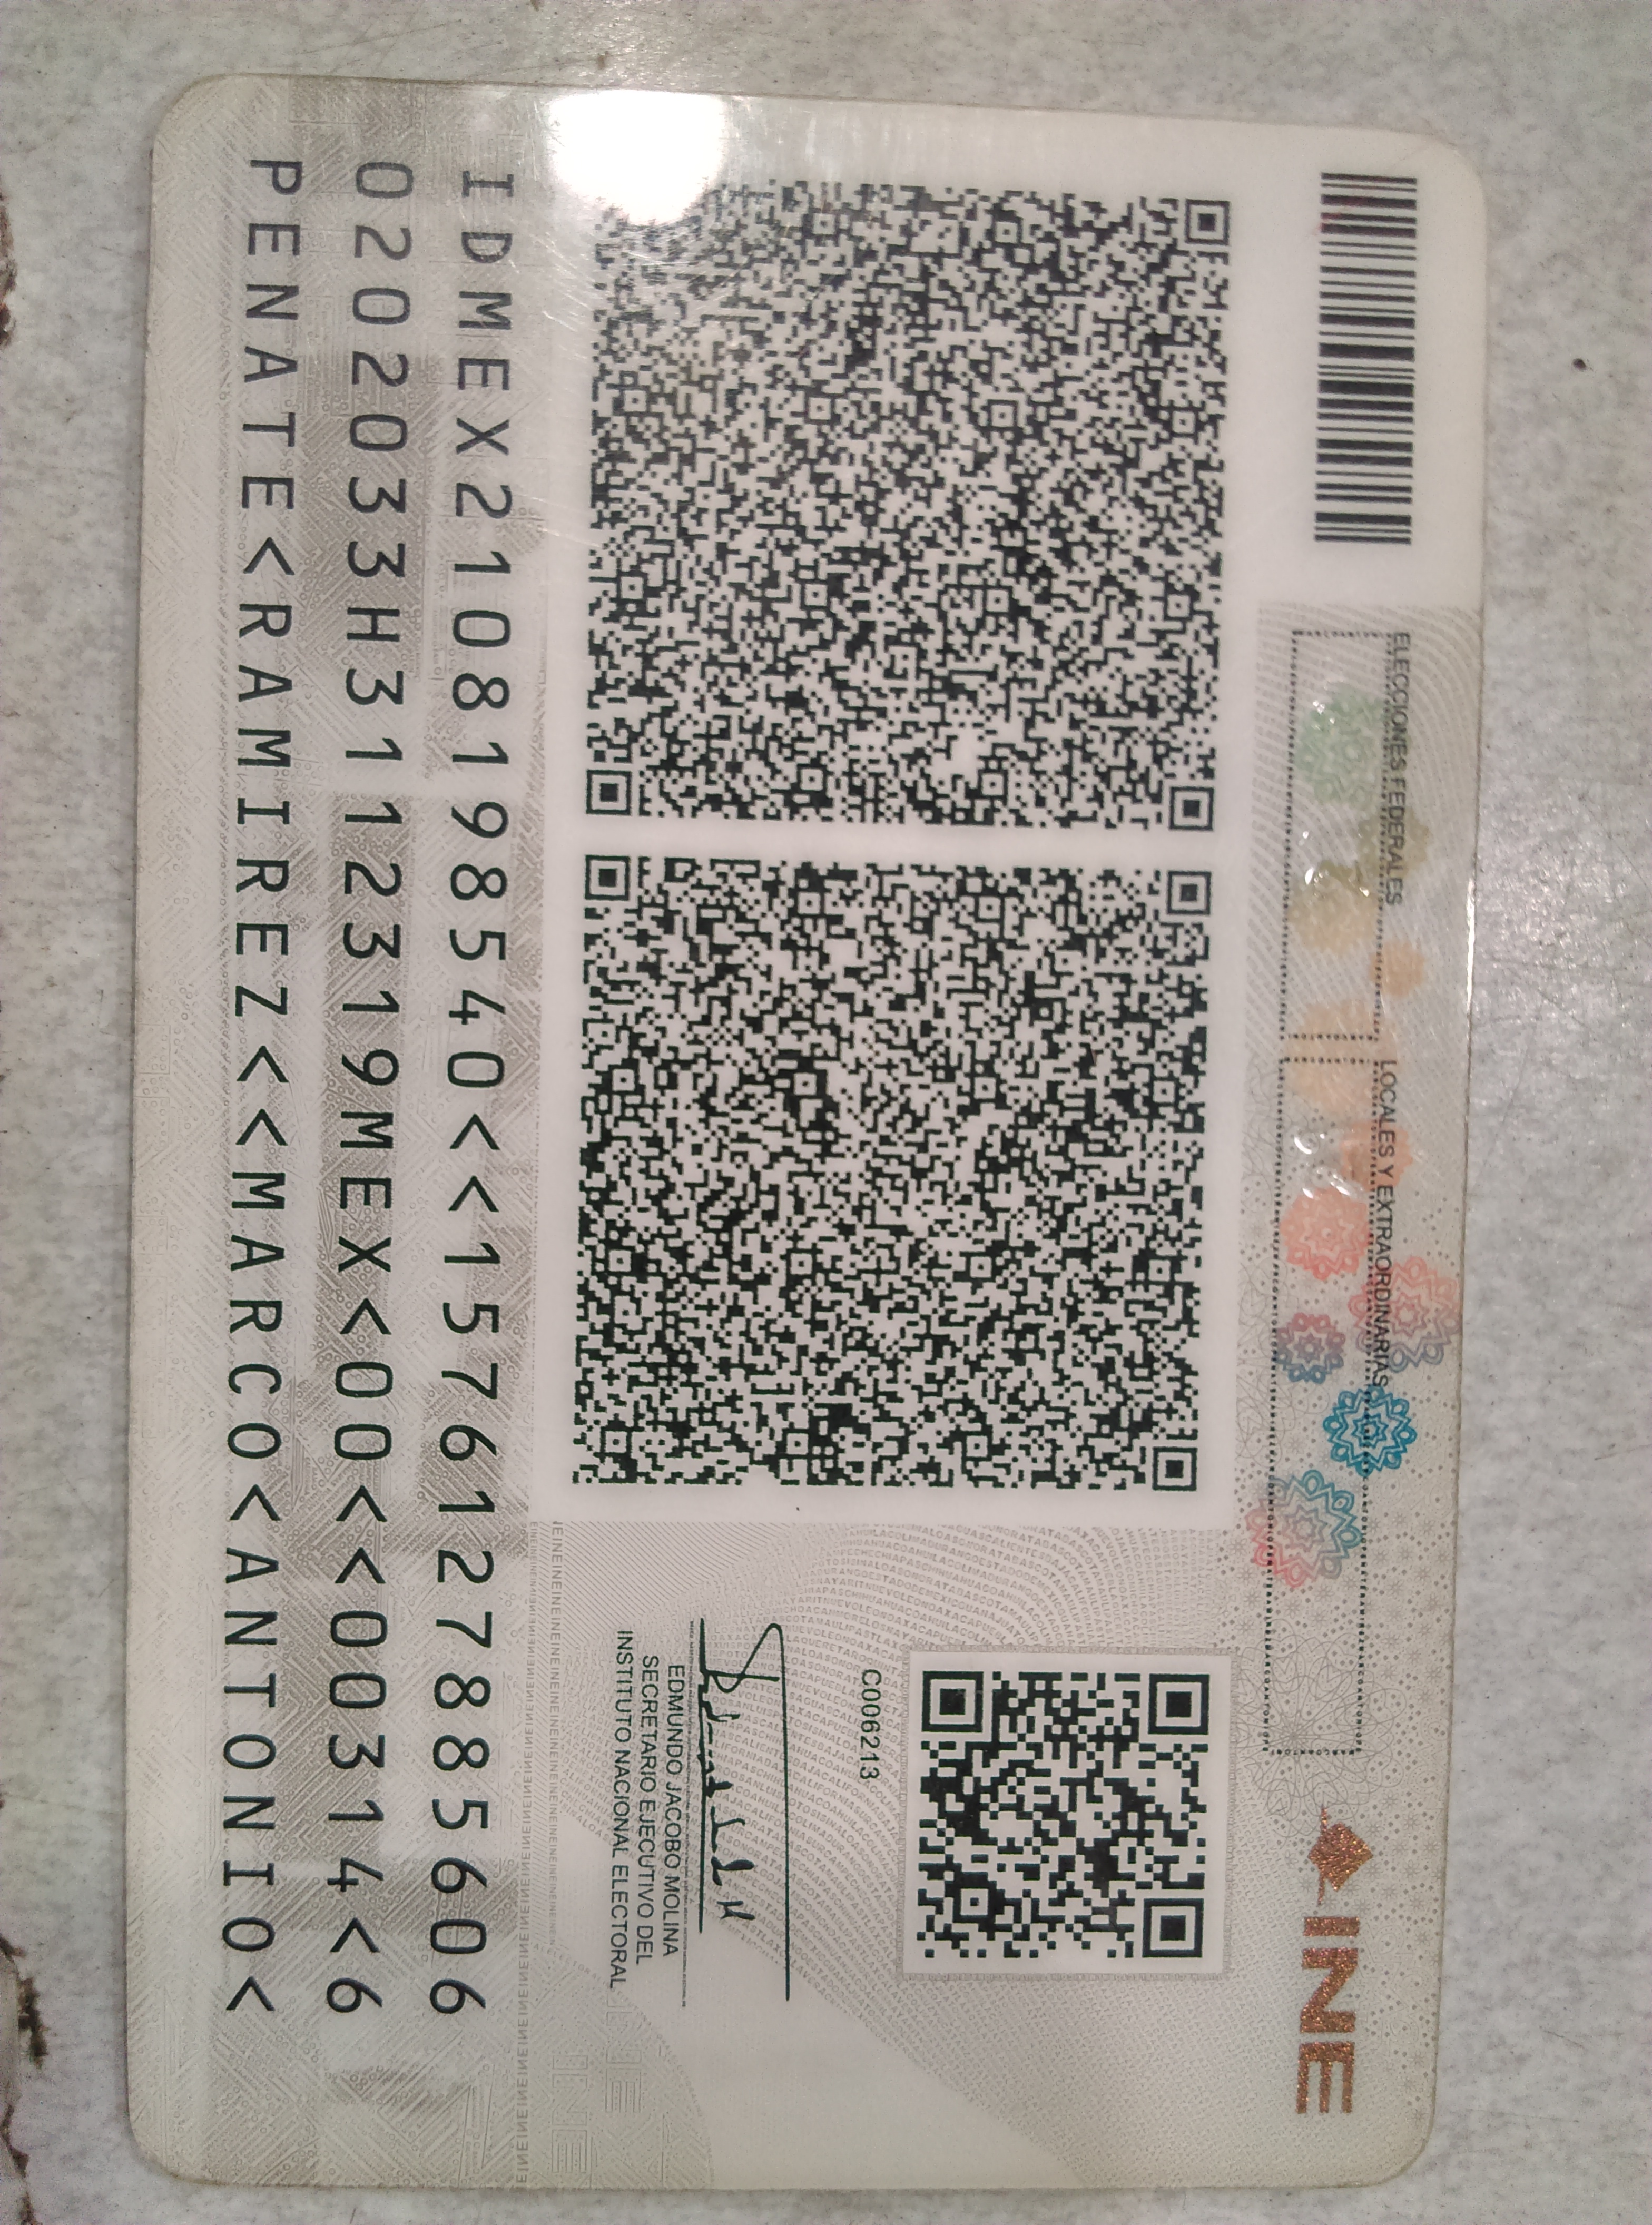 ELECCIONES FEDERALES
LOCALES Y EXTRAORDINARIAS
INE
C006213
EDMUNDO JACOBO MOLINA
SECRETARIO EJECUTIVO DEL
INSTITUTO NACIONAL ELECTORAL
IDMEX2108198540<<1576127885606
0202033H3112319MEX<00<<00314<6
PENATE<RAMIREZ<<MARCO<ANTONIO<